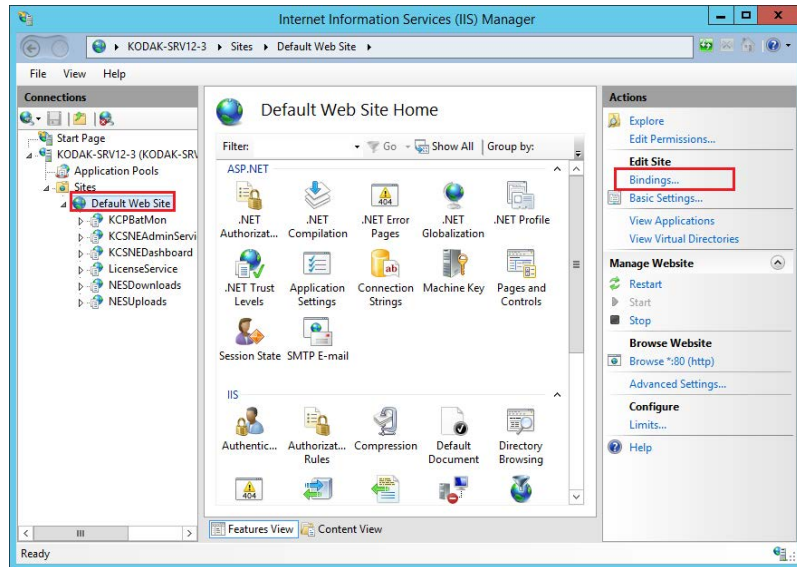 Internet Information Services (IIS) Manager
KODAK-SRV12-3 Sites Default Web Site
File View Help
Connections
Start Page
KODAK-SRV12-3 (KODAK-SRV
Application Pools
Sites
Default Web Site
KCPBatMon
KCSNEAdminServi
KCSNEDashboard
LicenseService
NESDownloads
NESUploads
Default Web Site Home
Filter: Go Show All Group by:
ASP.NET
.NET Authorizat...
.NET Compilation
.NET Error Pages
.NET Globalization
.NET Profile
.NET Trust Levels
Application Settings
Connection Strings
Machine Key
Pages and Controls
Session State
SMTP E-mail
IIS
Authentic...
Authorizat... Rules
Compression
Default Document
Directory Browsing
Features View Content View
Actions
Explore
Edit Permissions...
Edit Site
Bindings...
Basic Settings...
View Applications
View Virtual Directories
Manage Website
Restart
Start
Stop
Browse Website
Browse *:80 (http)
Advanced Settings...
Configure
Limits...
Help
Ready